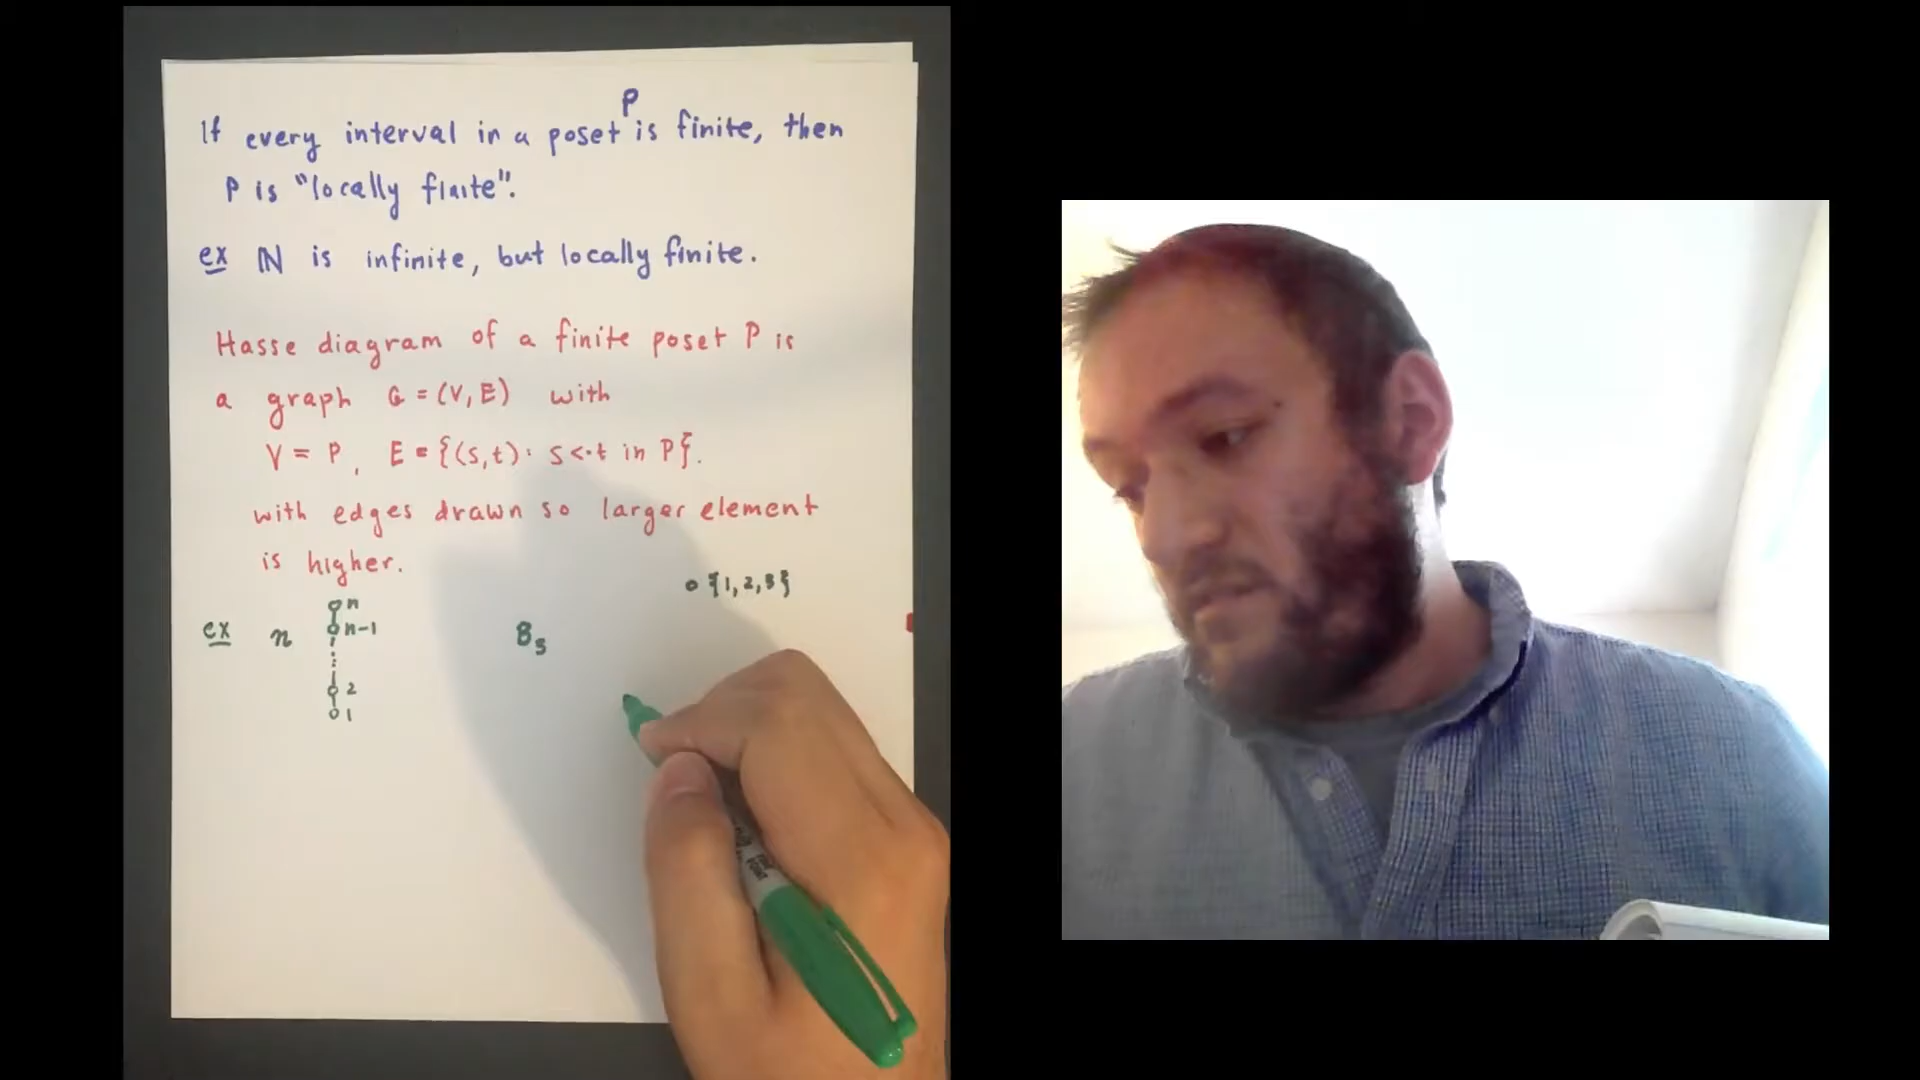 If every interval in a poset P is finite, then
P is "locally finite".
ex ℕ is infinite, but locally finite.
Hasse diagram of a finite poset P is
a graph G = (V, E) with
V = P, E = {(s,t): s <· t in P}.
with edges drawn so larger element
is higher.
{1,2,3}
ex n
n
n-1
2
1
B₃